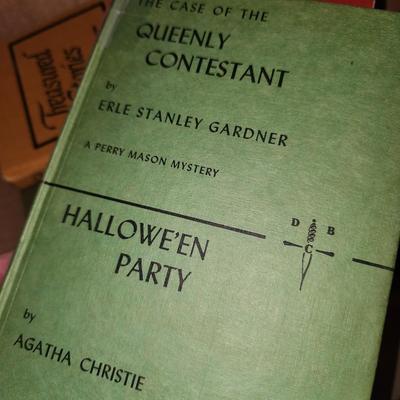 THE CASE OF THE
QUEENLY
CONTESTANT
by
ERLE STANLEY GARDNER
A PERRY MASON MYSTERY
D B
C
HALLOWE'EN
PARTY
by
AGATHA CHRISTIE
Treasured